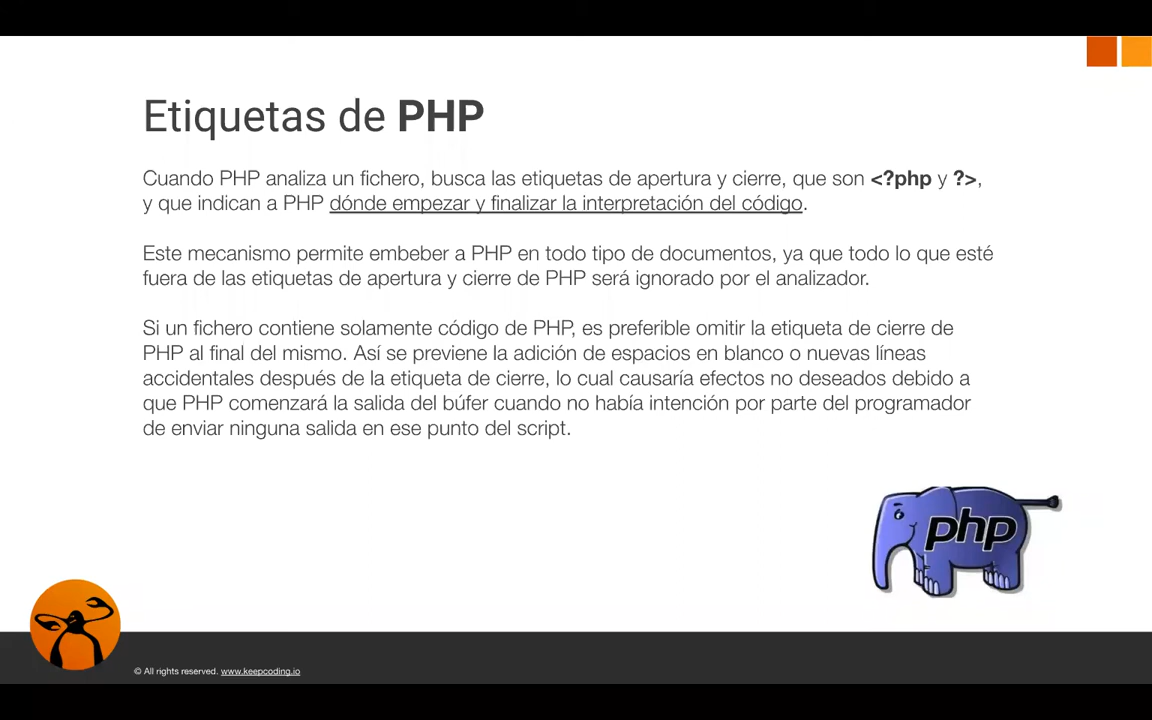 Etiquetas de PHP
Cuando PHP analiza un fichero, busca las etiquetas de apertura y cierre, que son <?php y ?>,
y que indican a PHP dónde empezar y finalizar la interpretación del código.
Este mecanismo permite embeber a PHP en todo tipo de documentos, ya que todo lo que esté
fuera de las etiquetas de apertura y cierre de PHP será ignorado por el analizador.
Si un fichero contiene solamente código de PHP, es preferible omitir la etiqueta de cierre de
PHP al final del mismo. Así se previene la adición de espacios en blanco o nuevas líneas
accidentales después de la etiqueta de cierre, lo cual causaría efectos no deseados debido a
que PHP comenzará la salida del búfer cuando no había intención por parte del programador
de enviar ninguna salida en ese punto del script.
php
© All rights reserved. www.keepcoding.io